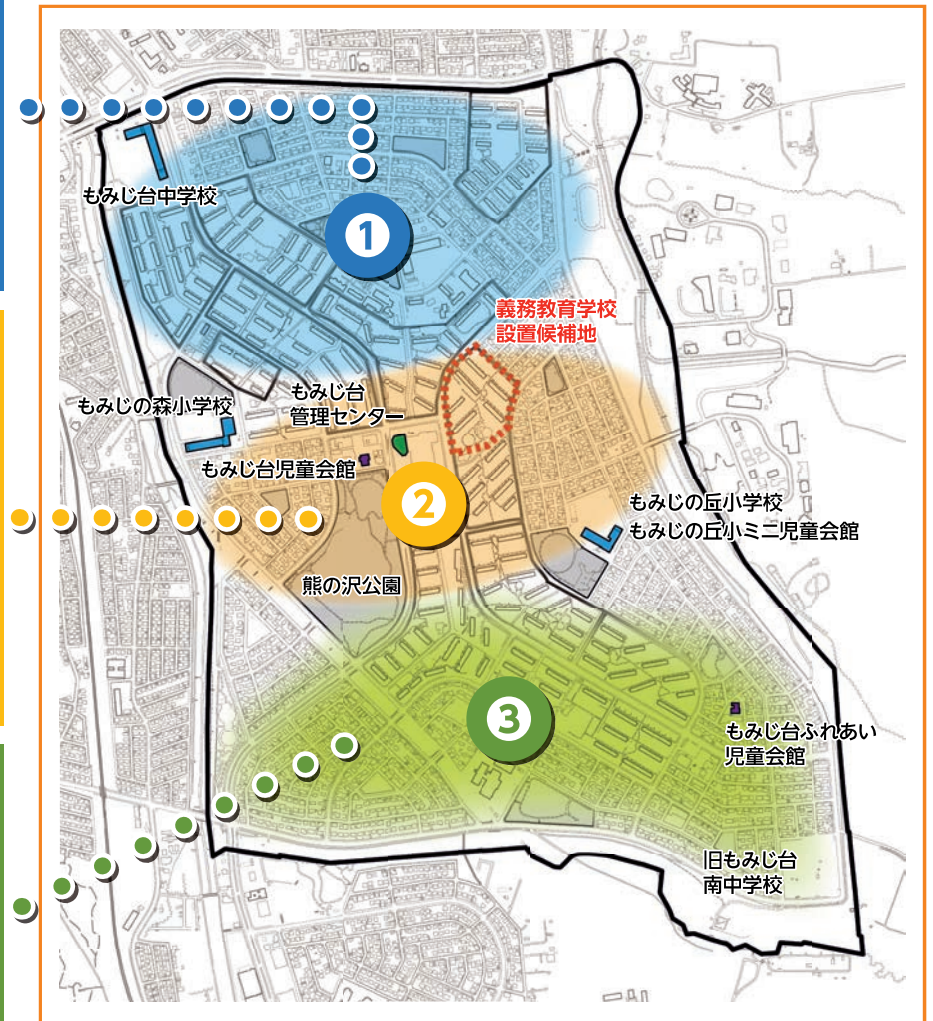 もみじ台中学校
1
義務教育学校
設置候補地
もみじ台
管理センター
もみじの森小学校
もみじ台児童会館
2
もみじの丘小学校
もみじの丘小ミニ児童会館
熊の沢公園
3
もみじ台ふれあい
児童会館
旧もみじ台
南中学校